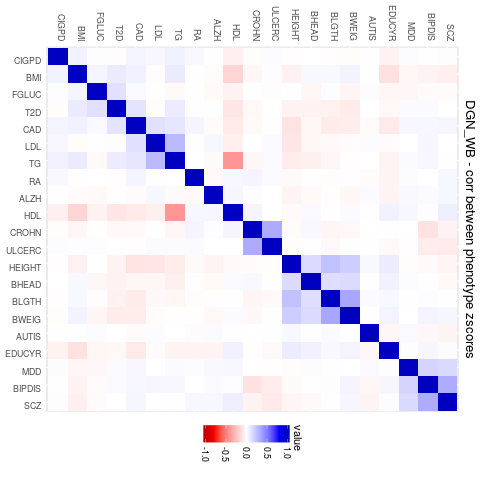 CIGPD
BMI
FGLUC
T2D
CAD
LDL
TG
RA
ALZH
HDL
CROHN
ULCERC
HEIGHT
BHEAD
BLGTH
BWEIG
AUTIS
EDUCYR
MDD
BIPDIS
SCZ
CIGPD
BMI
FGLUC
T2D
CAD
LDL
TG
RA
ALZH
HDL
CROHN
ULCERC
HEIGHT
BHEAD
BLGTH
BWEIG
AUTIS
EDUCYR
MDD
BIPDIS
SCZ
DGN_WB - corr between phenotype zscores
value
-1.0
-0.5
0.0
0.5
1.0